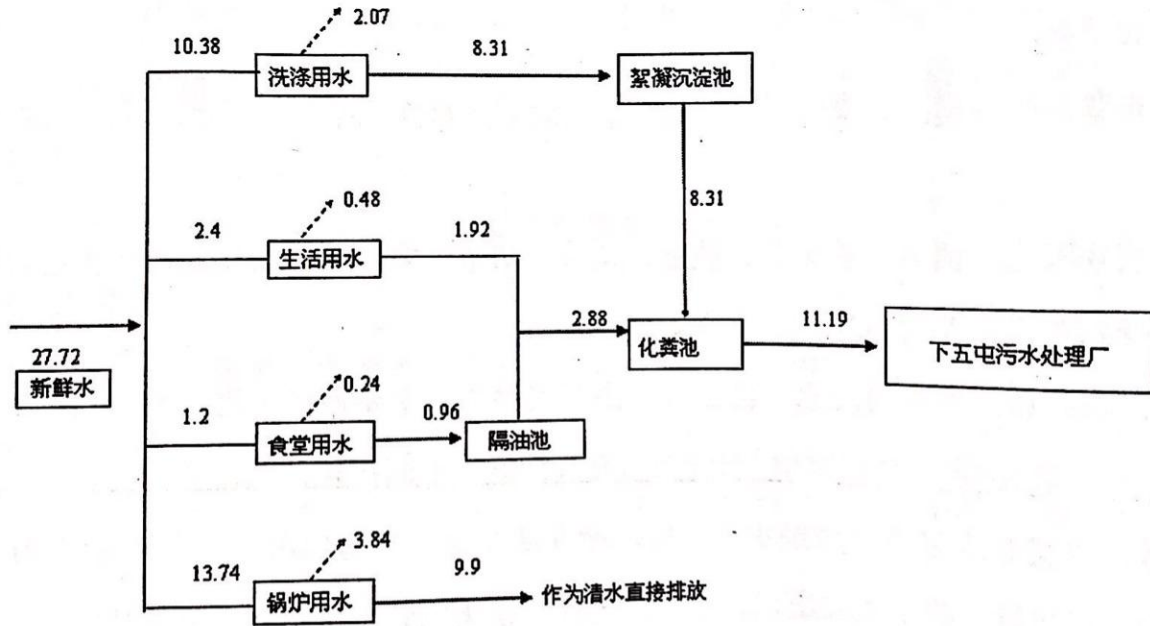 2.07
10.38
洗涤用水
8.31
絮凝沉淀池
8.31
0.48
2.4
生活用水
1.92
27.72
新鲜水
2.88
化粪池
11.19
下五屯污水处理厂
0.24
1.2
食堂用水
0.96
隔油池
3.84
13.74
锅炉用水
9.9
作为清水直接排放